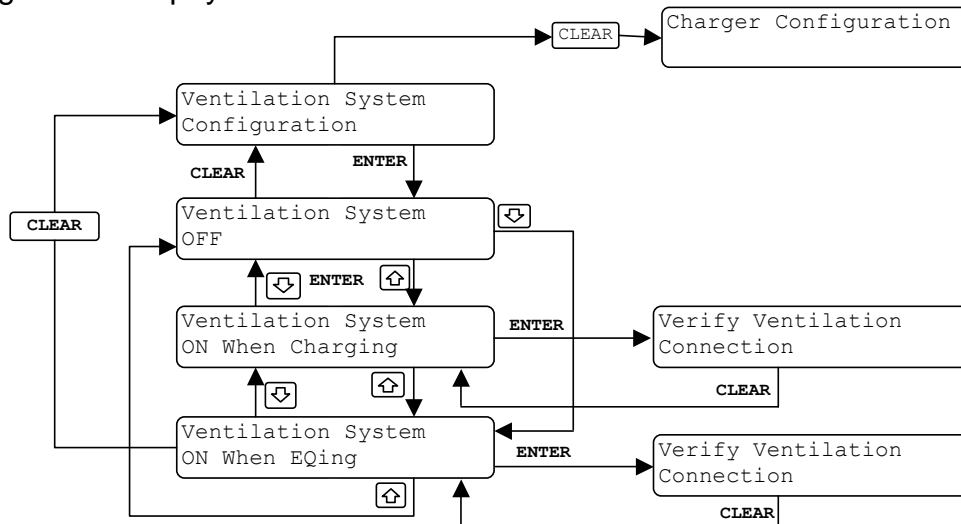 CLEAR
Charger Configuration
Ventilation System
Configuration
CLEAR
ENTER
CLEAR
Ventilation System
OFF
ENTER
Ventilation System
ON When Charging
ENTER
Verify Ventilation
Connection
CLEAR
Ventilation System
ON When EQing
ENTER
Verify Ventilation
Connection
CLEAR